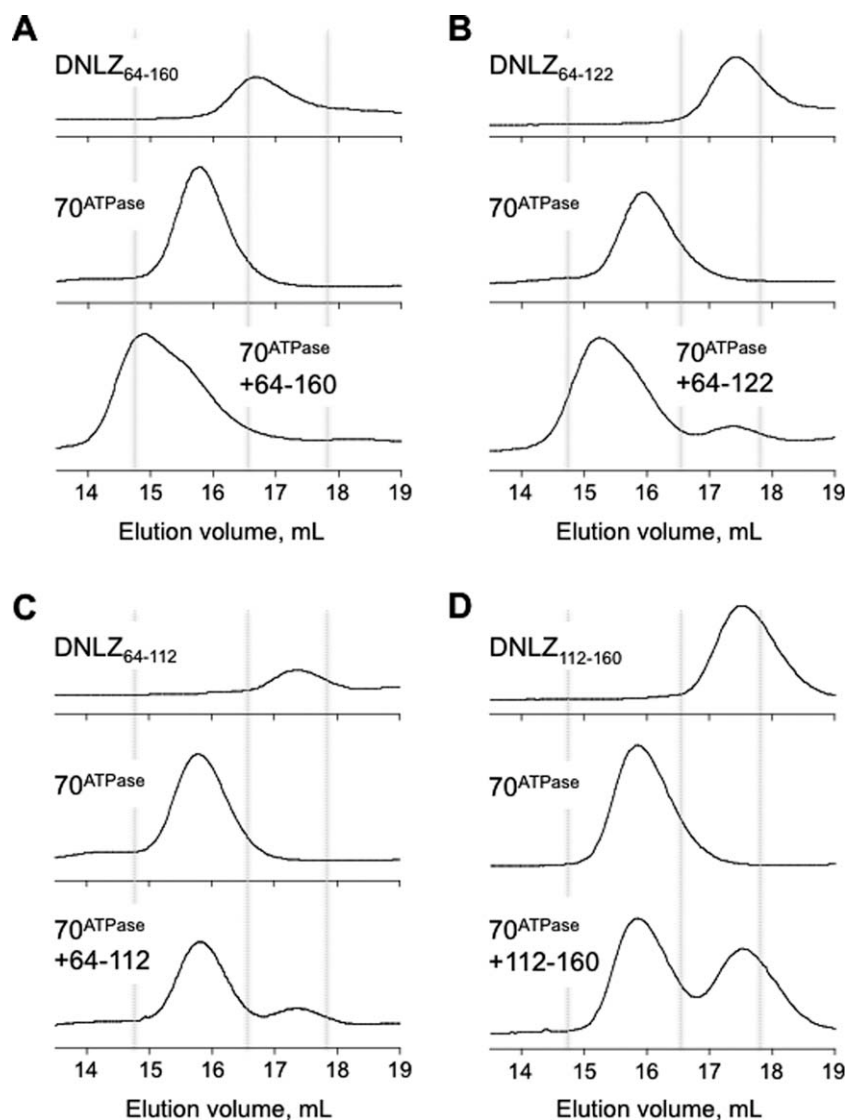 A
DNLZ64-160
70ATPase
70ATPase
+64-160
14 15 16 17 18 19
Elution volume, mL
B
DNLZ64-122
70ATPase
70ATPase
+64-122
14 15 16 17 18 19
Elution volume, mL
C
DNLZ64-112
70ATPase
70ATPase
+64-112
14 15 16 17 18 19
Elution volume, mL
D
DNLZ112-160
70ATPase
70ATPase
+112-160
14 15 16 17 18 19
Elution volume, mL